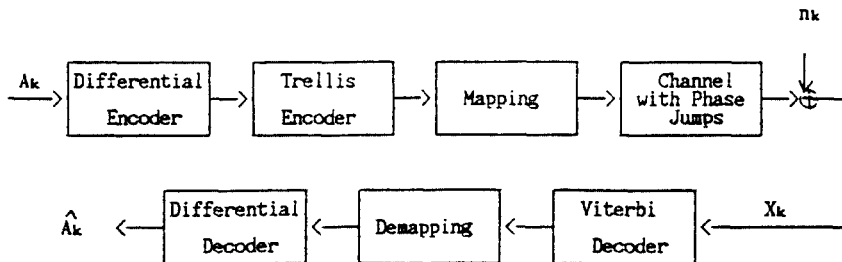 nk
Ak
Differential
Encoder
Trellis
Encoder
Mapping
Channel
with Phase
Jumps
Âk
Differential
Decoder
Demapping
Viterbi
Decoder
Xk